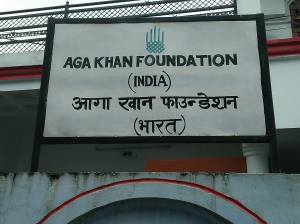 AGA KHAN FOUNDATION
(INDIA)
आगा खान फाउन्डेशन
(भारत)